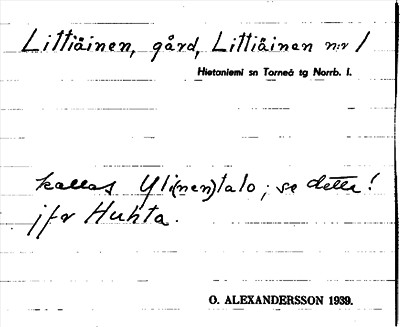 Littiäinen, gård, Littiäinen n:r 1
Hietaniemi sn Torneå tg Norrb. l.
kallas Yli(nen)talo; se detta!
jfr Huhta.
O. ALEXANDERSSON 1939.